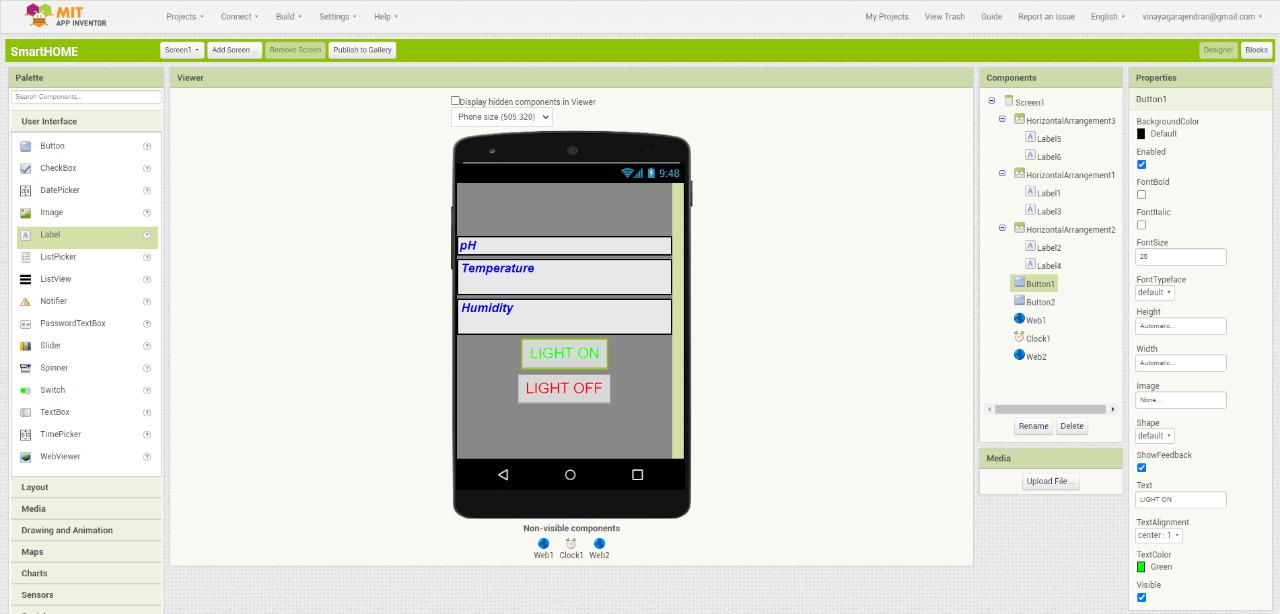 MIT
APP INVENTOR
Projects Connect Build Settings Help
My Projects View Trash Guide Report an Issue English vinayagarajendran@gmail.com
SmartHOME
Screen1 Add Screen ... Remove Screen Publish to Gallery
Designer Blocks
Palette
Search Components...
User Interface
Button
CheckBox
DatePicker
Image
Label
ListPicker
ListView
Notifier
PasswordTextBox
Slider
Spinner
Switch
TextBox
TimePicker
WebViewer
Layout
Media
Drawing and Animation
Maps
Charts
Sensors
Viewer
Display hidden components in Viewer
Phone size (505,320)
9:48
pH
Temperature
Humidity
LIGHT ON
LIGHT OFF
Non-visible components
Web1 Clock1 Web2
Components
Screen1
HorizontalArrangement3
Label5
Label6
HorizontalArrangement1
Label1
Label3
HorizontalArrangement2
Label2
Label4
Button1
Button2
Web1
Clock1
Web2
Rename Delete
Media
Upload File ...
Properties
Button1
BackgroundColor
Default
Enabled
FontBold
FontItalic
FontSize
25
FontTypeface
default
Height
Automatic...
Width
Automatic...
Image
None...
Shape
default
ShowFeedback
Text
LIGHT ON
TextAlignment
center : 1
TextColor
Green
Visible